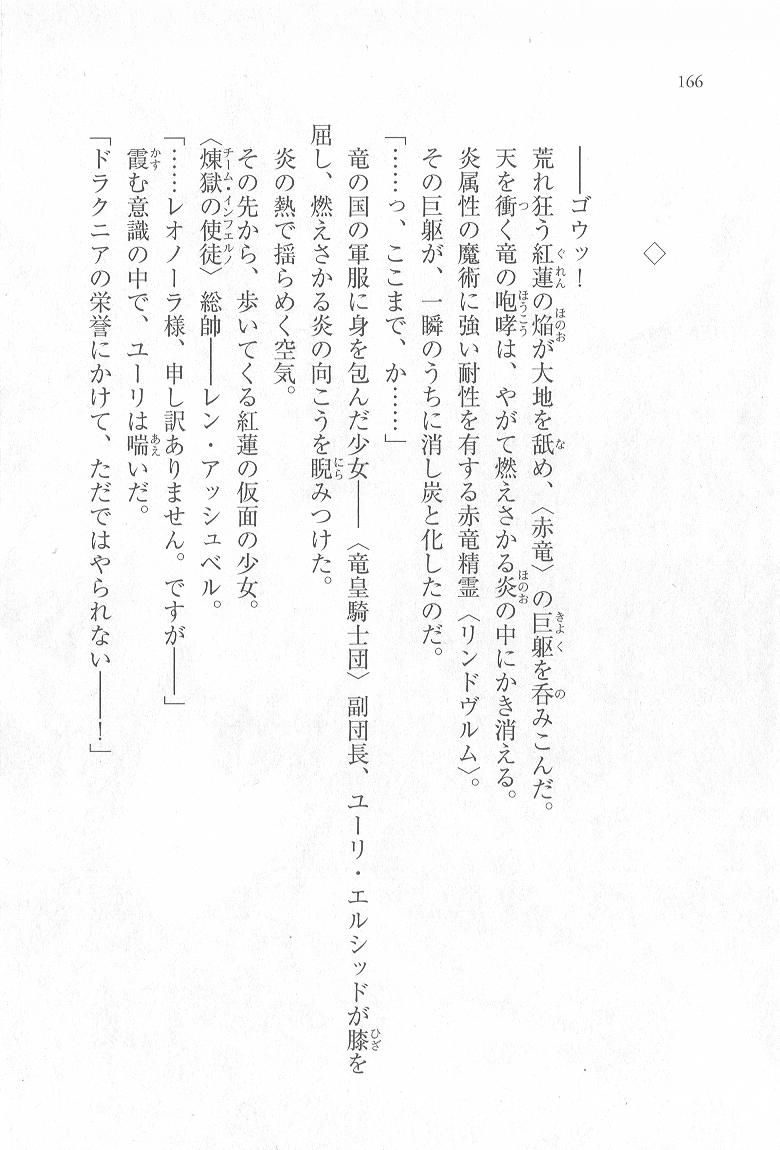 166
◇
――ゴウッ！
荒れ狂う紅蓮の焔が大地を舐め、〈赤竜〉の巨躯を呑みこんだ。
天を衝く竜の咆哮は、やがて燃えさかる炎の中にかき消える。
炎属性の魔術に強い耐性を有する赤竜精霊〈リンドヴルム〉。
その巨躯が、一瞬のうちに消し炭と化したのだ。
「……っ、ここまで、か……」
竜の国の軍服に身を包んだ少女――〈竜皇騎士団〉副団長、ユーリ・エルシッドが膝を
屈し、燃えさかる炎の向こうを睨みつけた。
炎の熱で揺らめく空気。
その先から、歩いてくる紅蓮の仮面の少女。
〈煉獄の使徒〉総師――レン・アッシュベル。
「……レオノーラ様、申し訳ありません。ですが――」
霞む意識の中で、ユーリは喘いだ。
「ドラクニアの栄誉にかけて、ただではやられない――！」